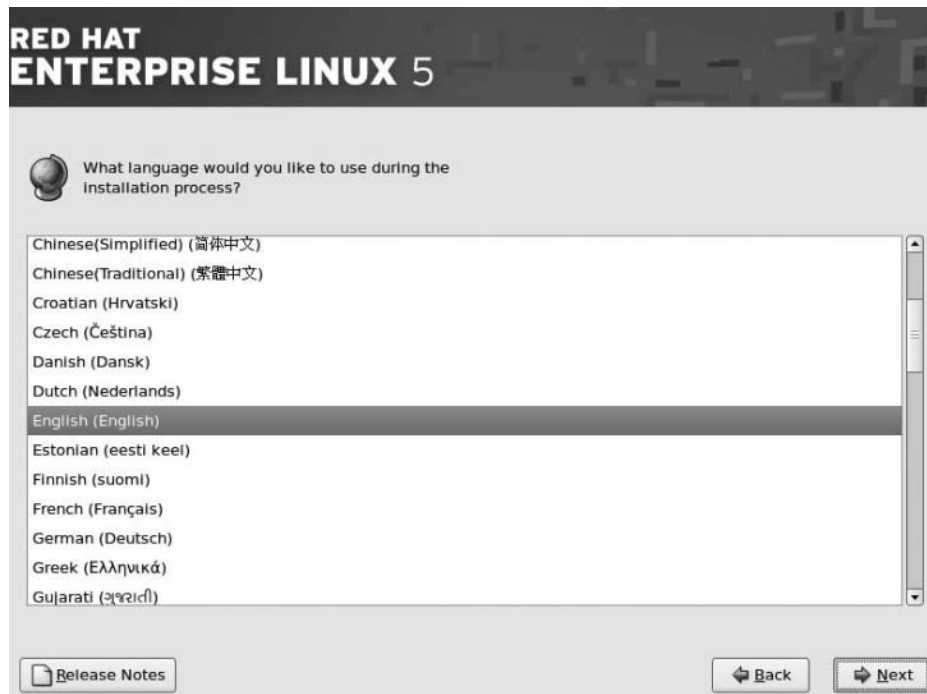 RED HAT
ENTERPRISE LINUX 5
What language would you like to use during the
installation process?
Chinese(Simplified) (简体中文)
Chinese(Traditional) (繁體中文)
Croatian (Hrvatski)
Czech (Čeština)
Danish (Dansk)
Dutch (Nederlands)
English (English)
Estonian (eesti keel)
Finnish (suomi)
French (Français)
German (Deutsch)
Greek (Ελληνικά)
Gujarati (ગુજરાતી)
Release Notes
Back
Next